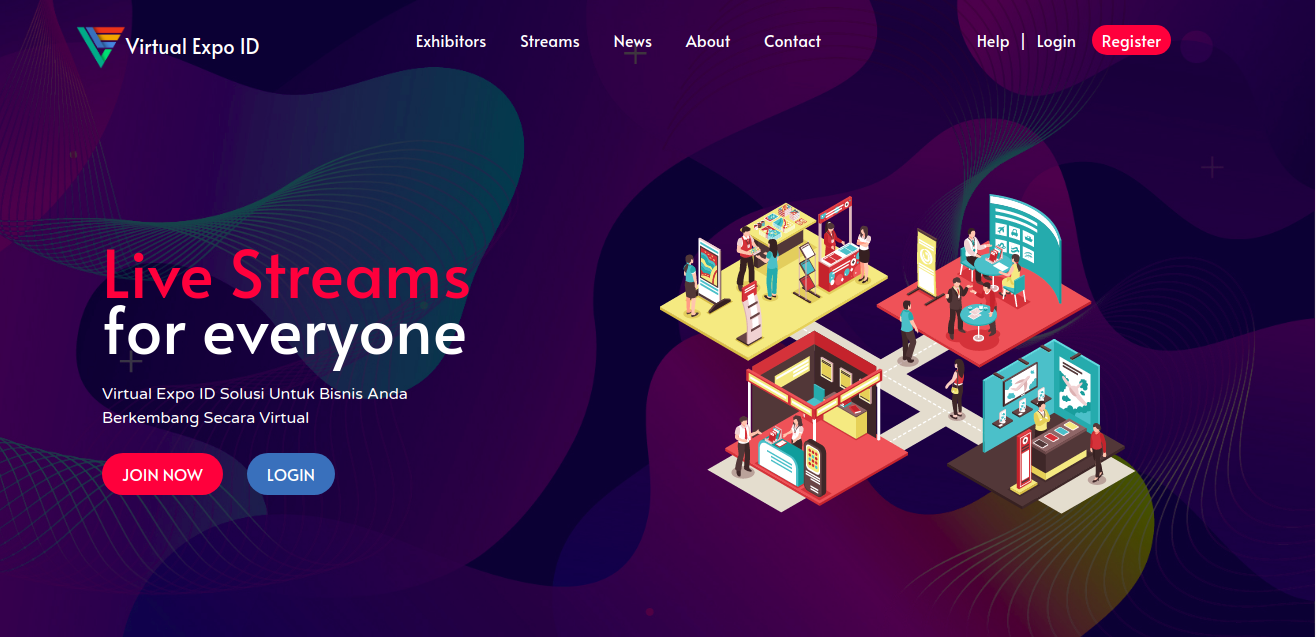 Virtual Expo ID
Exhibitors Streams News About Contact
Help | Login Register
Live Streams
for everyone
Virtual Expo ID Solusi Untuk Bisnis Anda
Berkembang Secara Virtual
JOIN NOW LOGIN